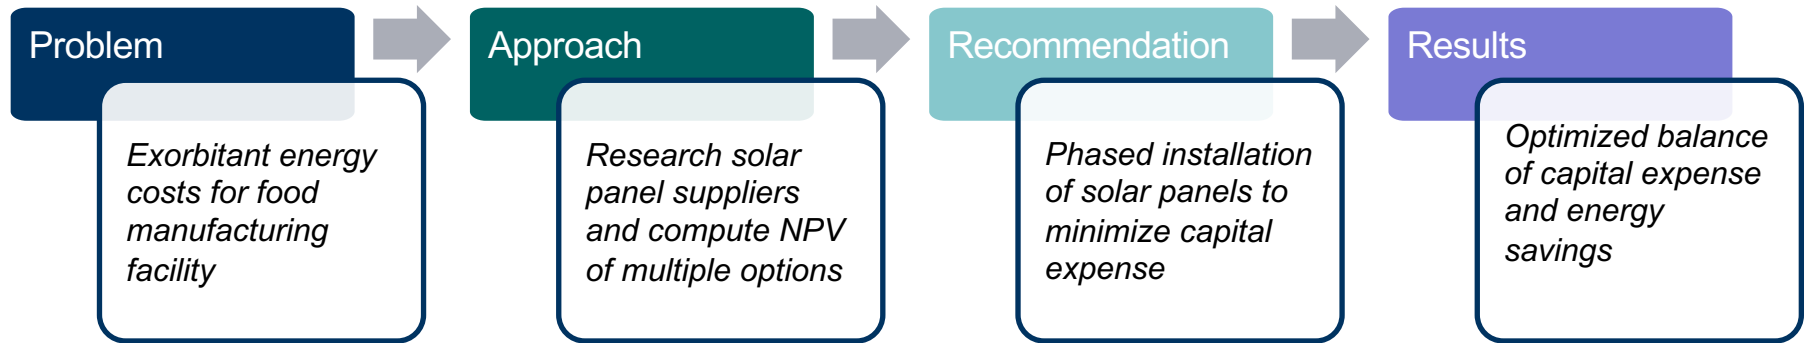 Problem
Exorbitant energy
costs for food
manufacturing
facility
Approach
Research solar
panel suppliers
and compute NPV
of multiple options
Recommendation
Phased installation
of solar panels to
minimize capital
expense
Results
Optimized balance
of capital expense
and energy
savings